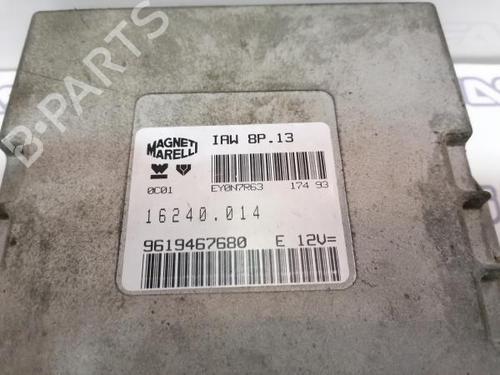 B-PARTS
MAGNETI MARELLI
IAW 8P.13
0C01 EY0N7R63 174 93
16240.014
9619467680 E 12V=